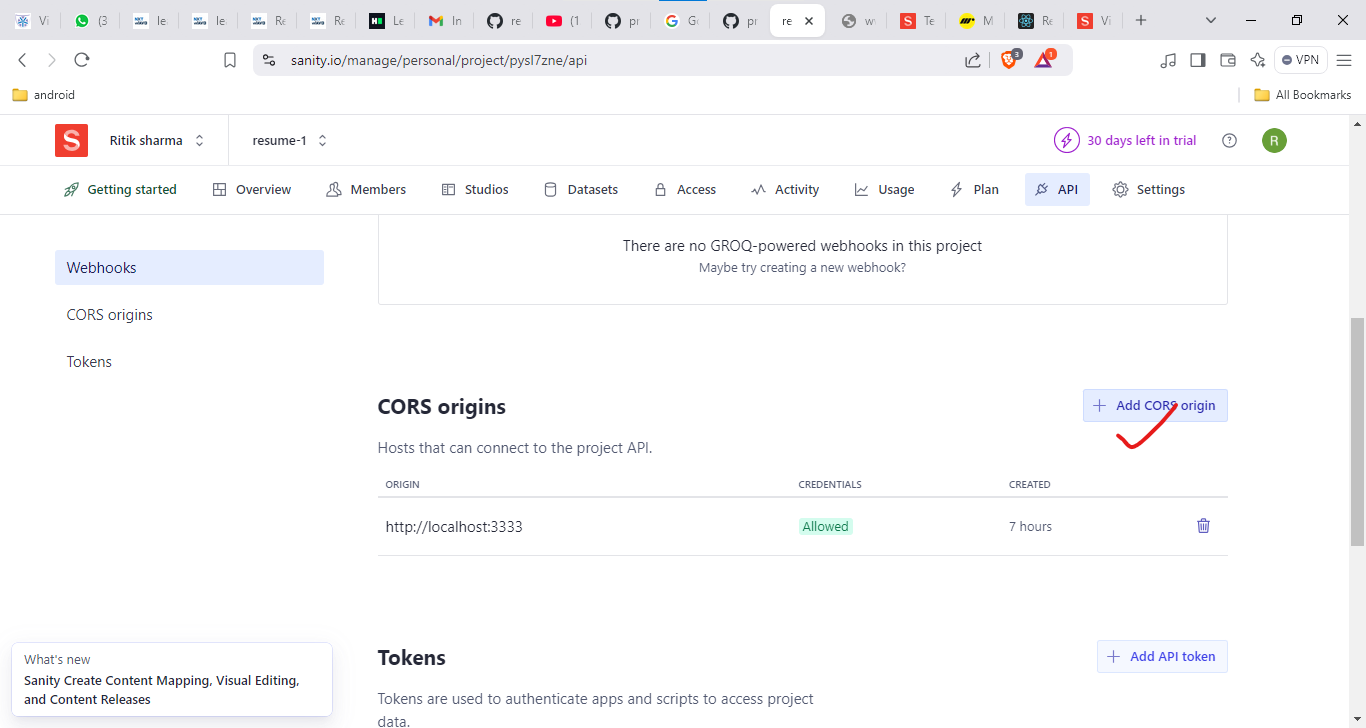 Vi
(3
le
le
Re
Re
Le
In
re
(1
pr
G
pr
re
w
Te
M
Re
Vi
sanity.io/manage/personal/project/pysl7zne/api
3
1
VPN
android
All Bookmarks
S
Ritik sharma
resume-1
30 days left in trial
?
R
Getting started
Overview
Members
Studios
Datasets
Access
Activity
Usage
Plan
API
Settings
Webhooks
CORS origins
Tokens
There are no GROQ-powered webhooks in this project
Maybe try creating a new webhook?
CORS origins
Add CORS origin
Hosts that can connect to the project API.
ORIGIN CREDENTIALS CREATED
http://localhost:3333 Allowed 7 hours
Tokens
Add API token
Tokens are used to authenticate apps and scripts to access project
data.
What's new
Sanity Create Content Mapping, Visual Editing,
and Content Releases